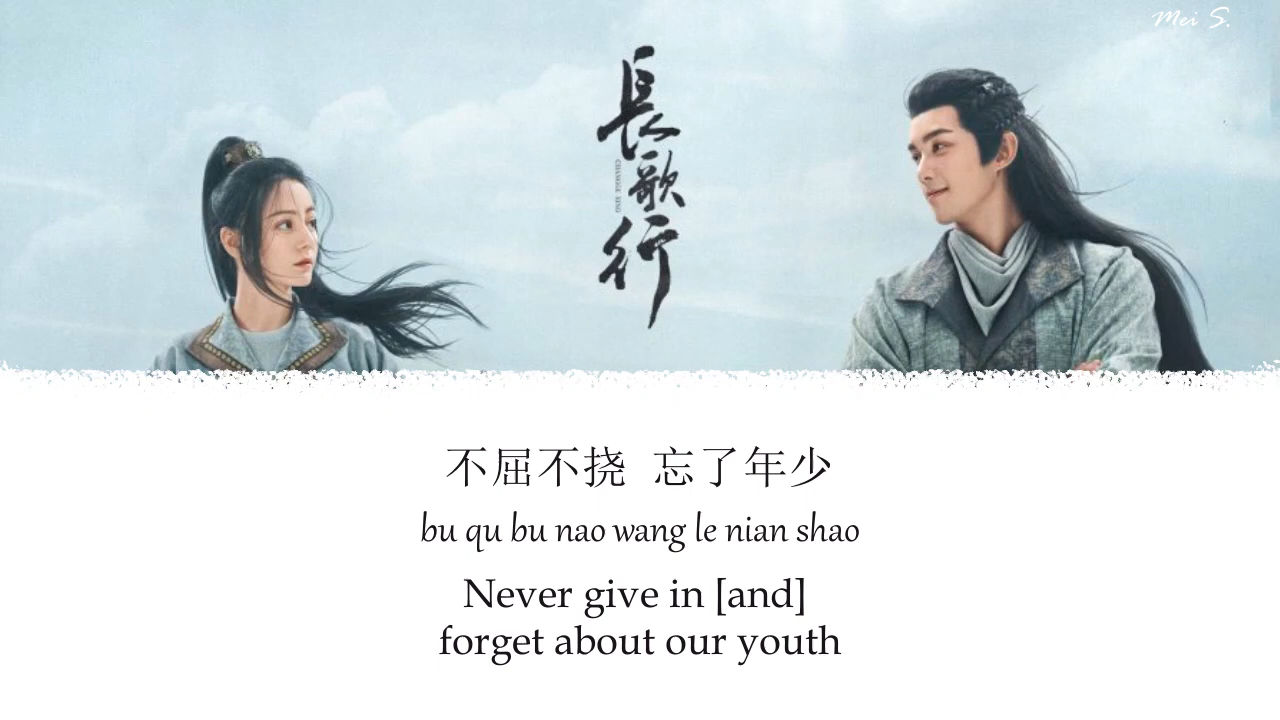 Mei S.
長歌行
CHANGGE XING
不屈不挠 忘了年少
bu qu bu nao wang le nian shao
Never give in [and]
forget about our youth